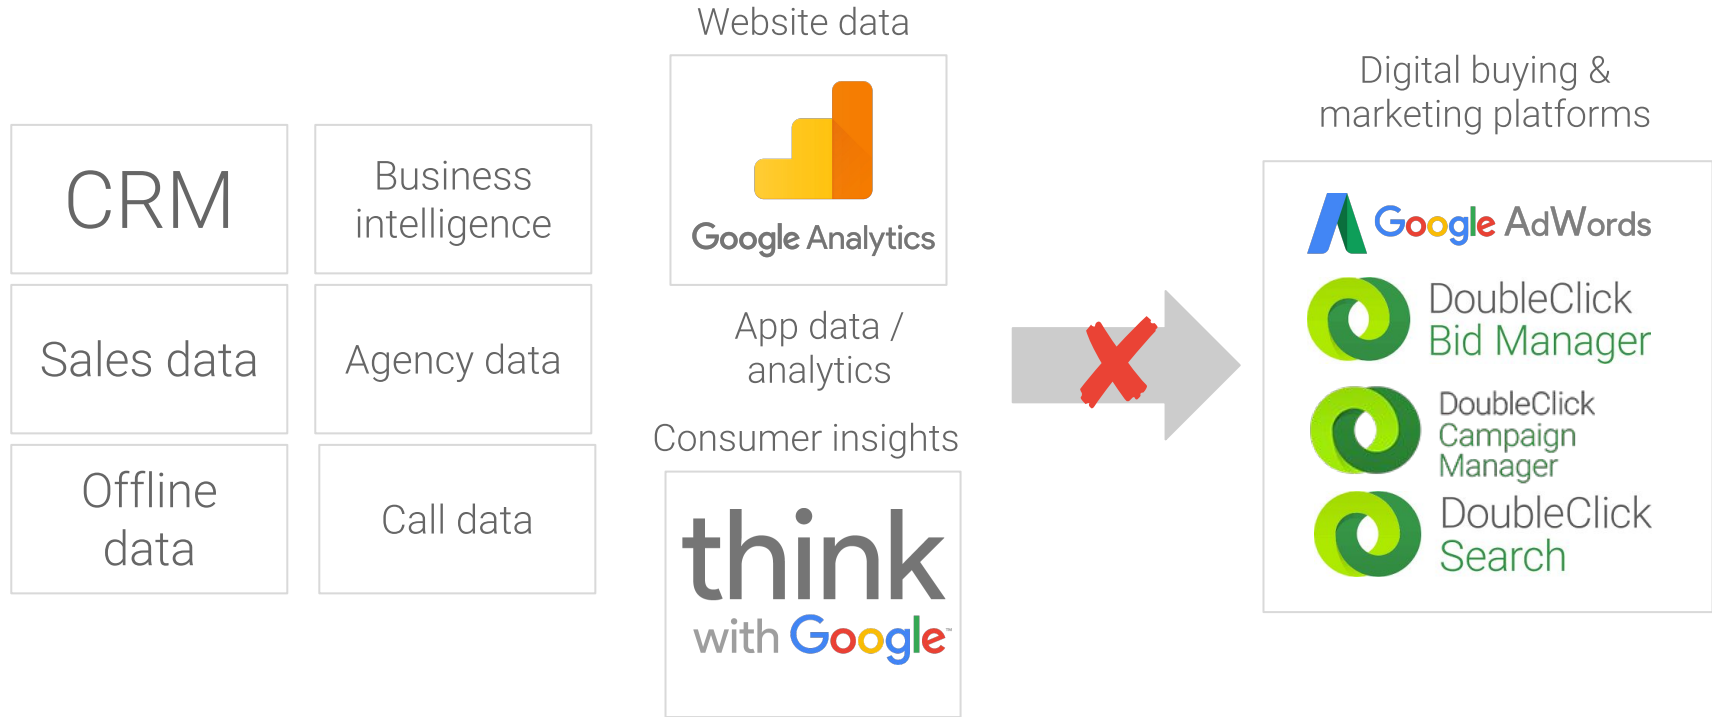 CRM
Business
intelligence
Sales data
Agency data
Offline
data
Call data
Website data
Google Analytics
App data /
analytics
Consumer insights
think
with Google™
Digital buying &
marketing platforms
Google AdWords
DoubleClick
Bid Manager
DoubleClick
Campaign
Manager
DoubleClick
Search